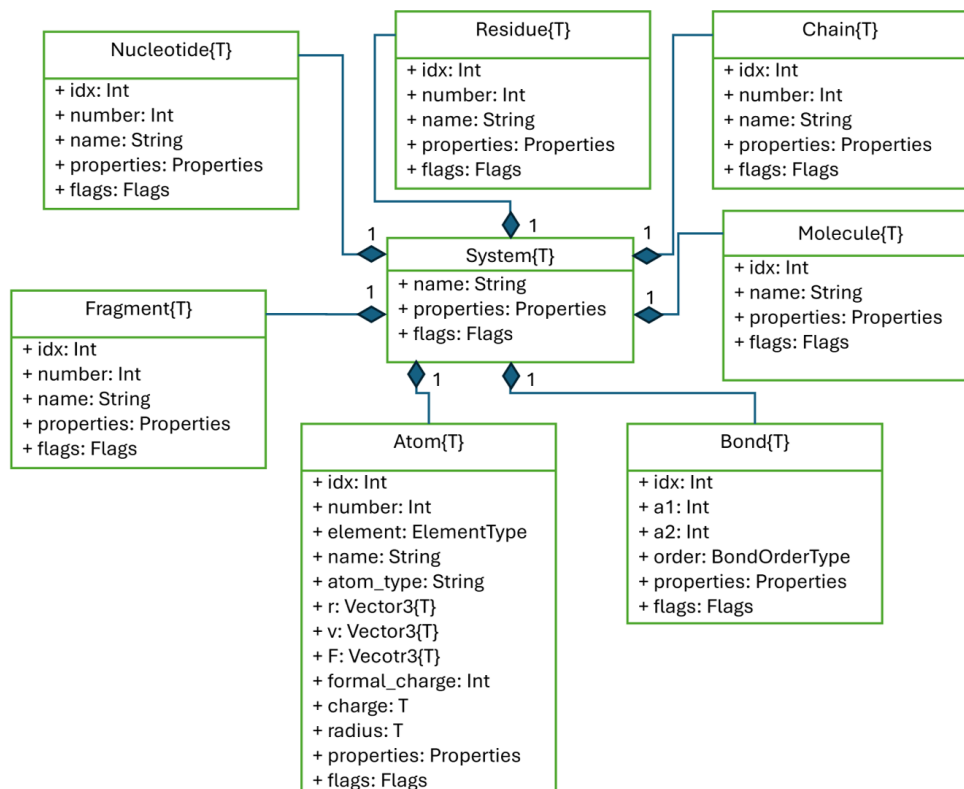 Nucleotide{T}
+ idx: Int
+ number: Int
+ name: String
+ properties: Properties
+ flags: Flags
Residue{T}
+ idx: Int
+ number: Int
+ name: String
+ properties: Properties
+ flags: Flags
Chain{T}
+ idx: Int
+ number: Int
+ name: String
+ properties: Properties
+ flags: Flags
1
1
1
System{T}
+ name: String
+ properties: Properties
+ flags: Flags
Molecule{T}
+ idx: Int
+ name: String
+ properties: Properties
+ flags: Flags
1
1
Fragment{T}
+ idx: Int
+ number: Int
+ name: String
+ properties: Properties
+ flags: Flags
1
1
Atom{T}
+ idx: Int
+ number: Int
+ element: ElementType
+ name: String
+ atom_type: String
+ r: Vector3{T}
+ v: Vector3{T}
+ F: Vecotr3{T}
+ formal_charge: Int
+ charge: T
+ radius: T
+ properties: Properties
+ flags: Flags
Bond{T}
+ idx: Int
+ a1: Int
+ a2: Int
+ order: BondOrderType
+ properties: Properties
+ flags: Flags